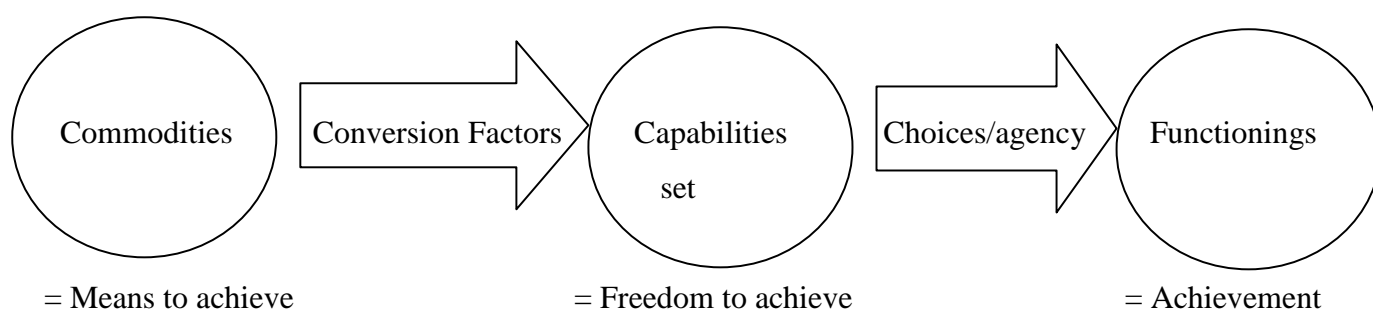 Commodities
Conversion Factors
Capabilities
set
Choices/agency
Functionings
= Means to achieve
= Freedom to achieve
= Achievement